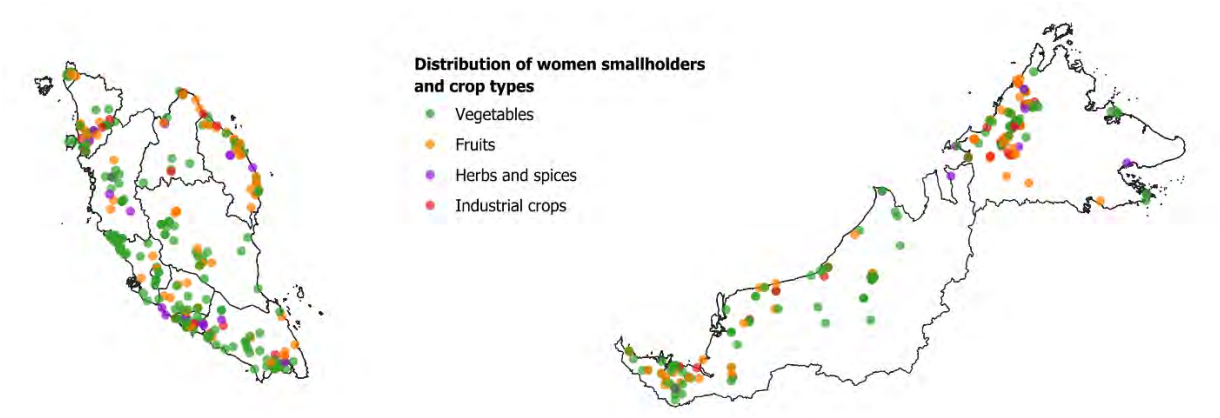 Distribution of women smallholders
and crop types
Vegetables
Fruits
Herbs and spices
Industrial crops